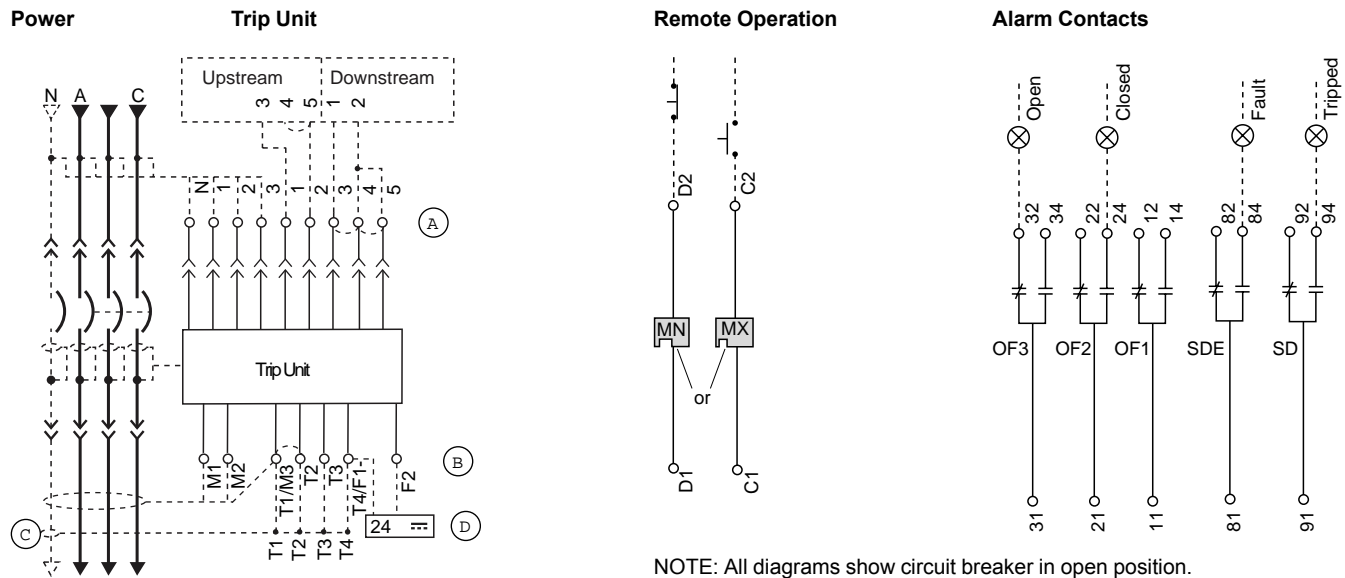 Power
Trip Unit
Remote Operation
Alarm Contacts
Upstream
Downstream
3
4
5
1
2
N
A
C
N
1
2
3
1
2
3
4
5
A
Trip Unit
M1
M2
T1/M3
T2
T3
T4/F1-
F2
B
C
24
D
T1
T2
T3
T4
D2
C2
MN
MX
or
D1
C1
Open
Closed
Fault
Tripped
32
34
22
24
12
14
82
84
92
94
OF3
OF2
OF1
SDE
SD
31
21
11
81
91
NOTE: All diagrams show circuit breaker in open position.